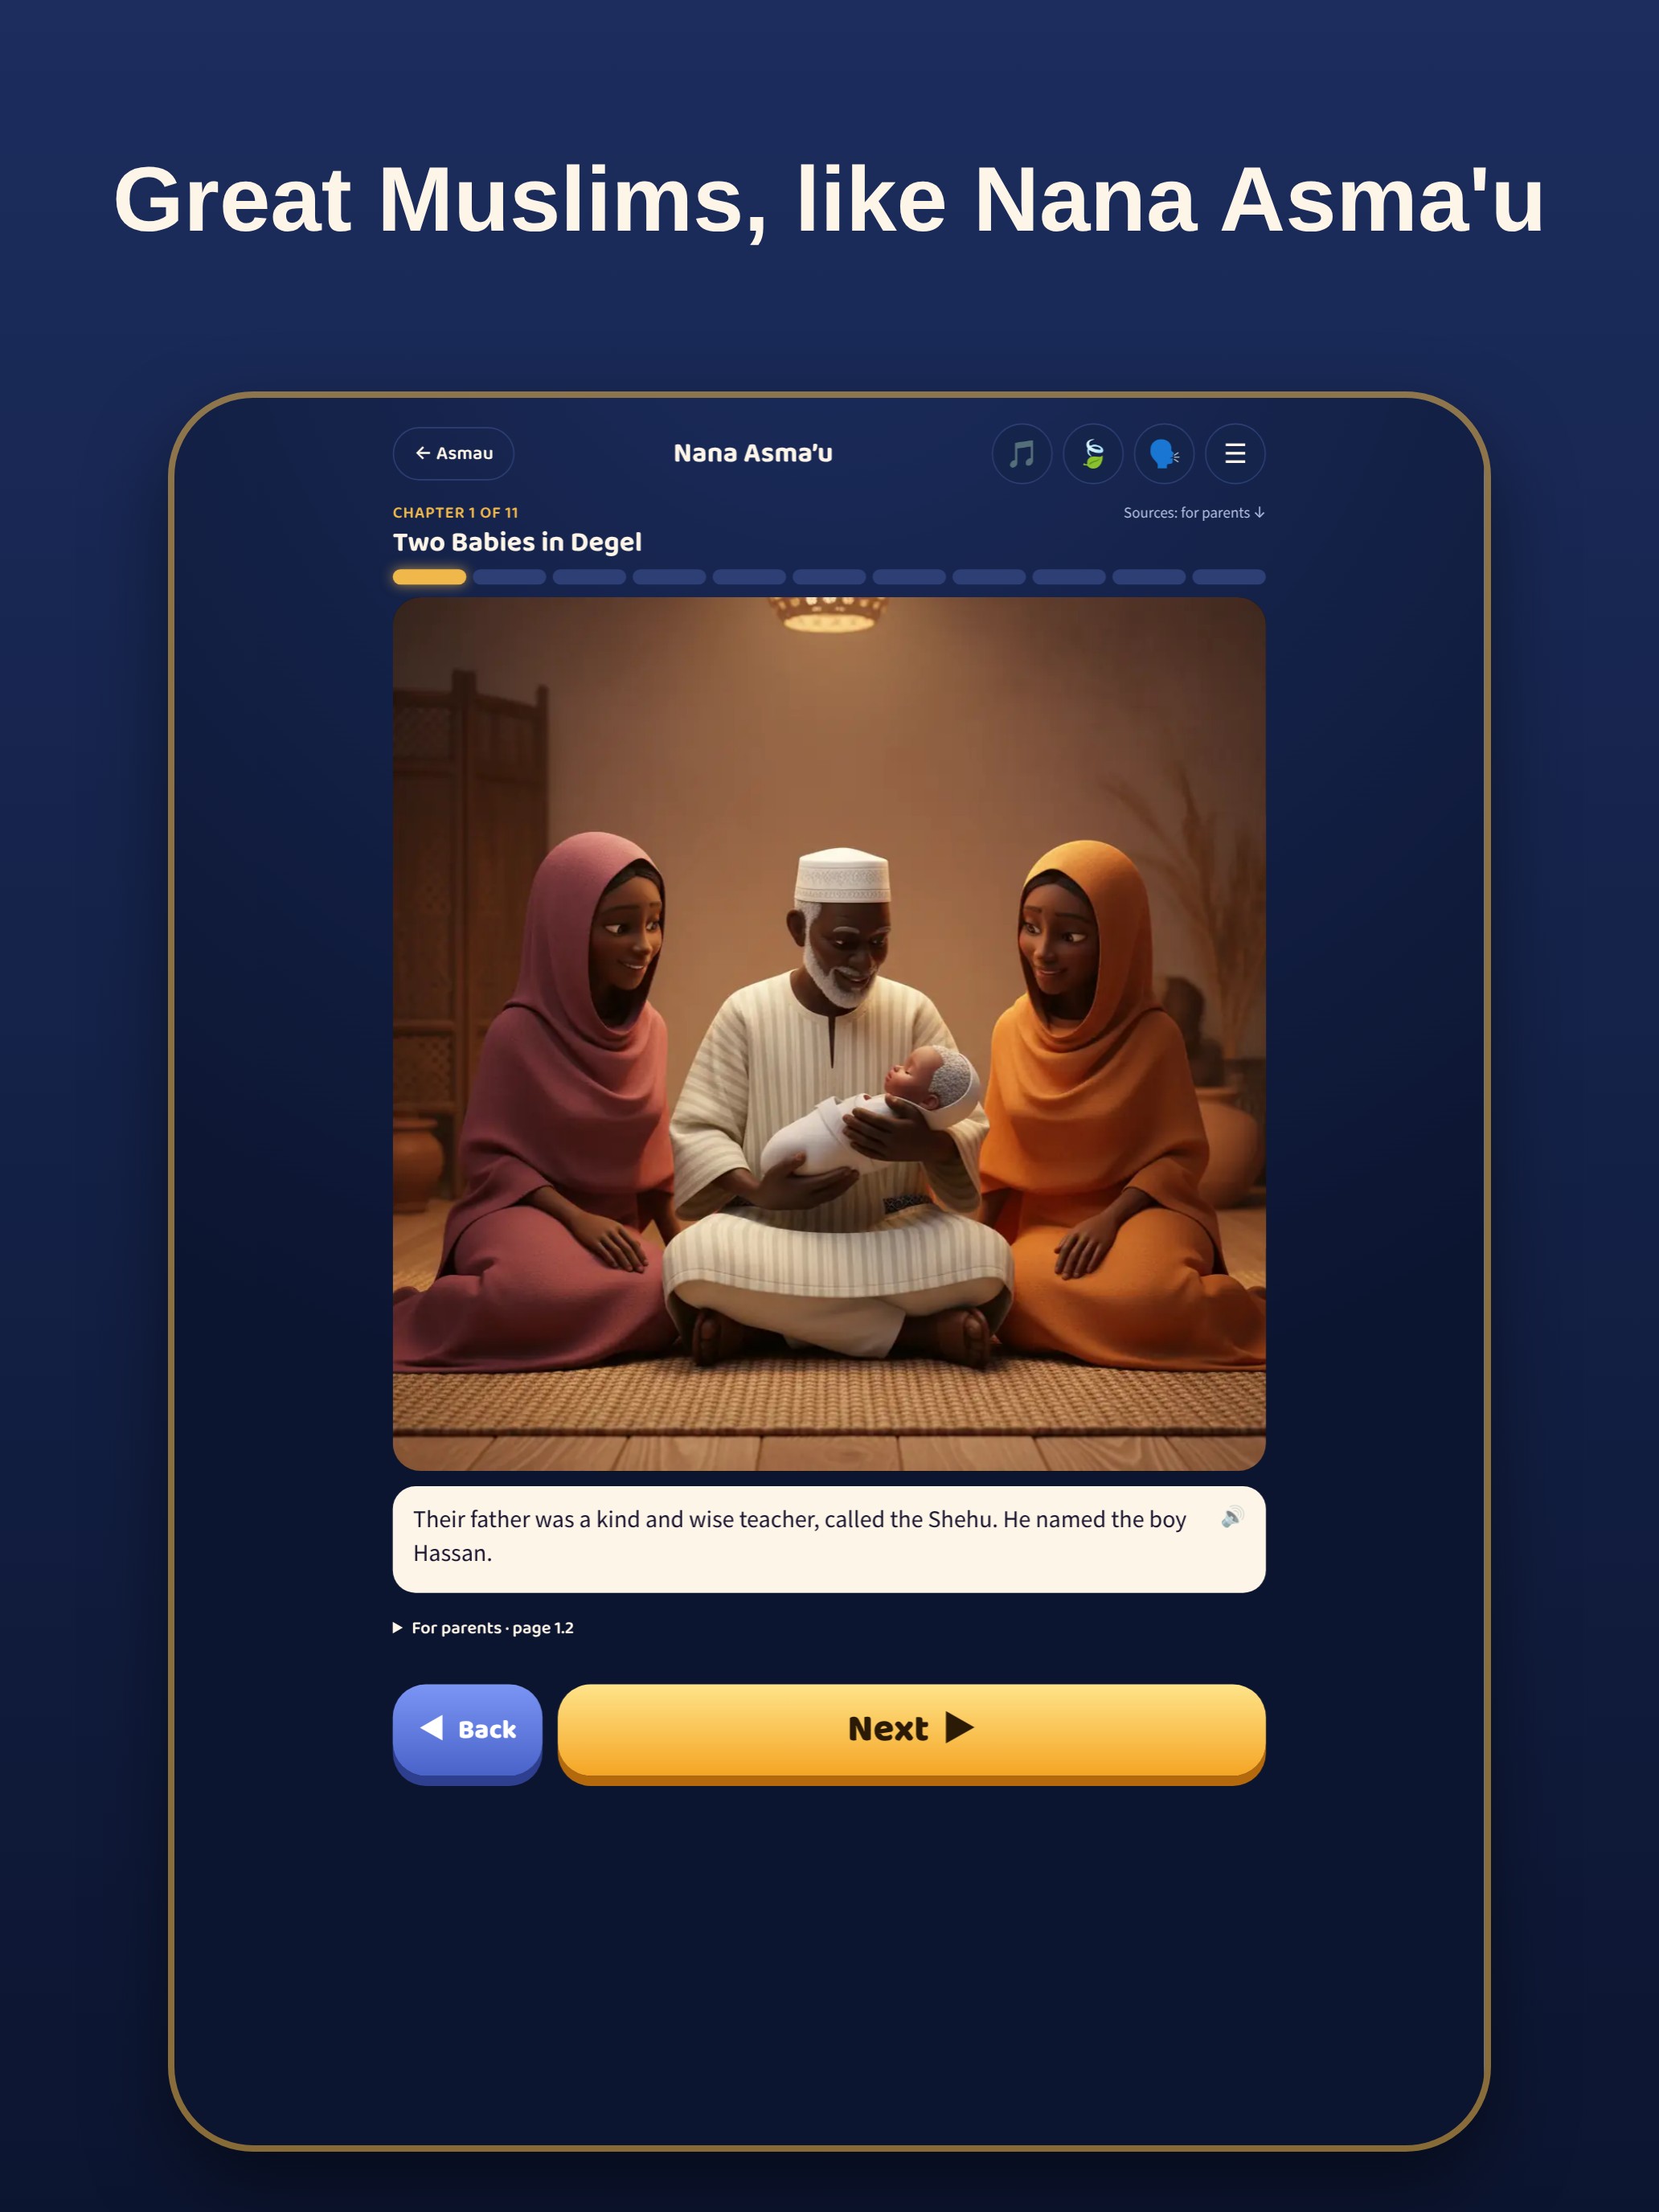 Great Muslims, like Nana Asma'u
← Asmau
Nana Asma’u
CHAPTER 1 OF 11
Sources: for parents ↓
Two Babies in Degel
Their father was a kind and wise teacher, called the Shehu. He named the boy
Hassan.
▶ For parents · page 1.2
◀ Back
Next ▶